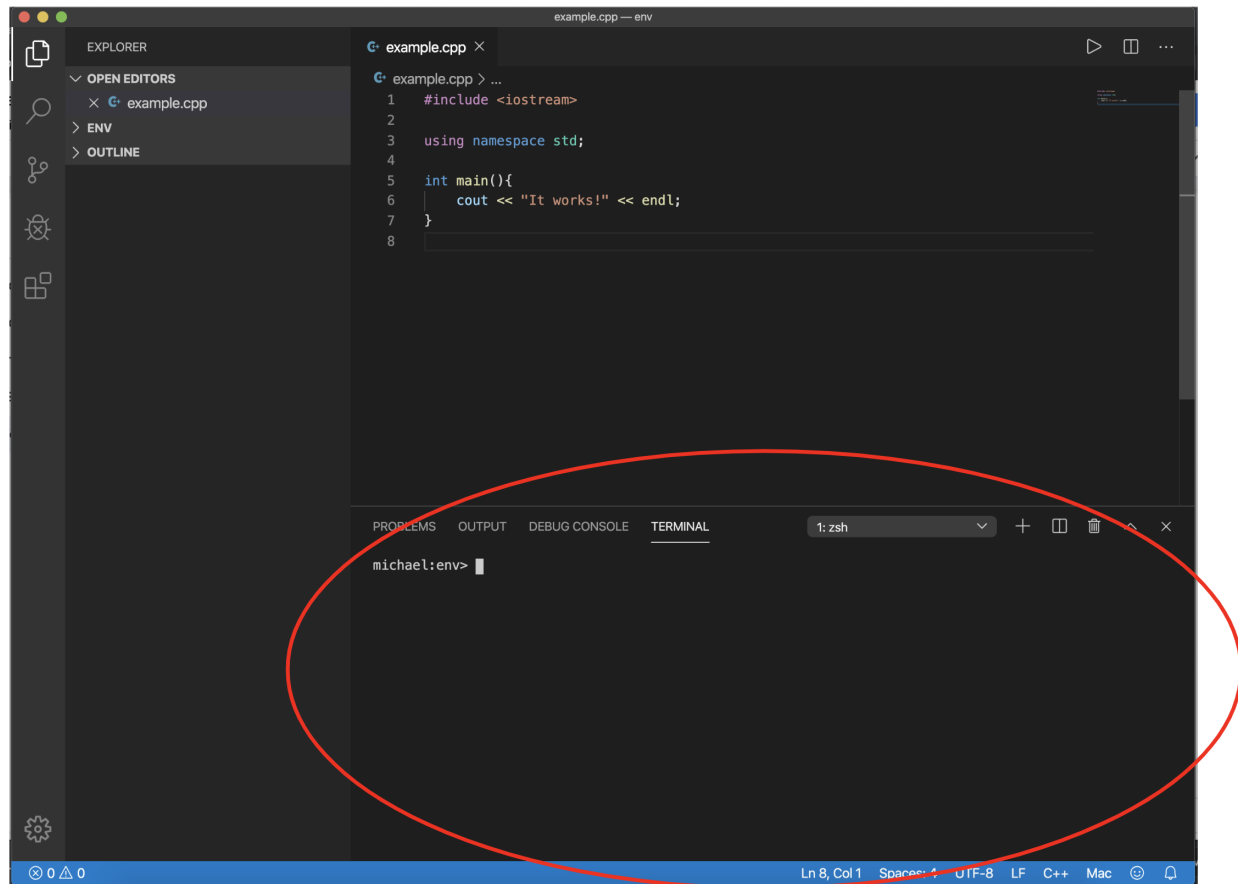 example.cpp — env
EXPLORER
OPEN EDITORS
example.cpp
ENV
OUTLINE
example.cpp
example.cpp > ...
1 #include <iostream>
2
3 using namespace std;
4
5 int main(){
6 cout << "It works!" << endl;
7 }
8
PROBLEMS OUTPUT DEBUG CONSOLE TERMINAL 1: zsh
michael:env>
0 0 Ln 8, Col 1 Spaces: 4 UTF-8 LF C++ Mac